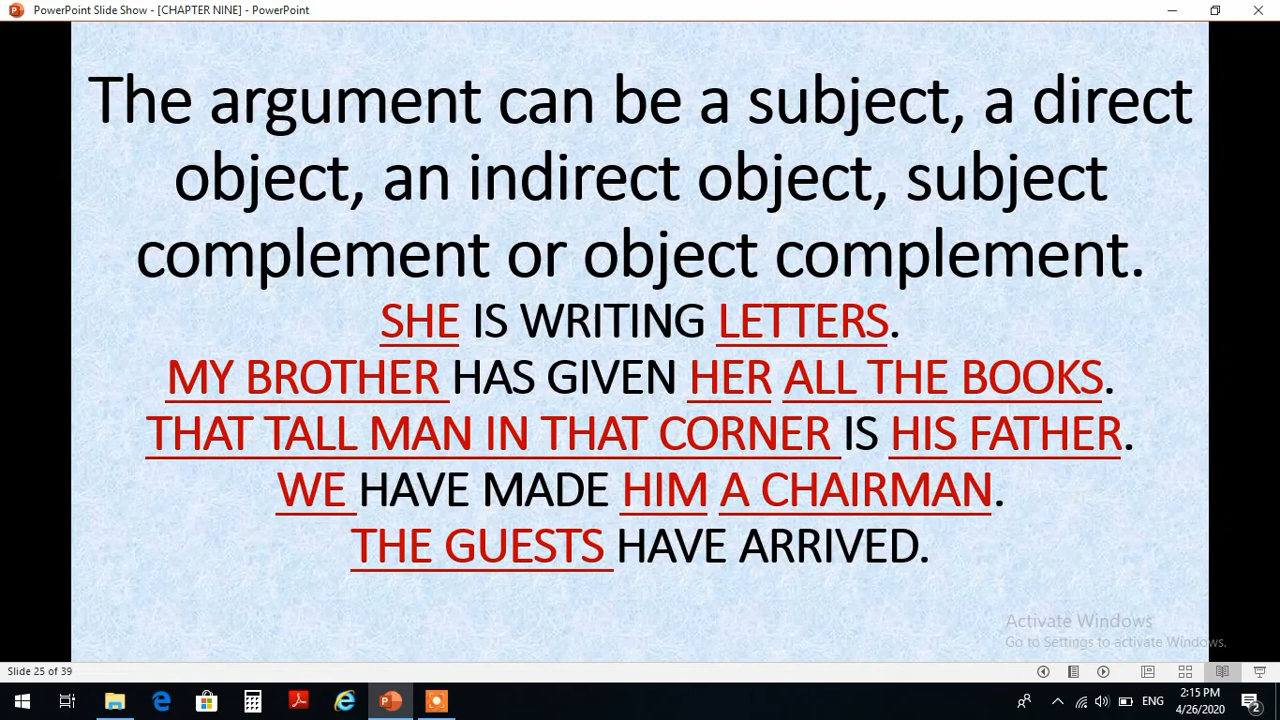 PowerPoint Slide Show - [CHAPTER NINE] - PowerPoint
The argument can be a subject, a direct
object, an indirect object, subject
complement or object complement.
SHE IS WRITING LETTERS.
MY BROTHER HAS GIVEN HER ALL THE BOOKS.
THAT TALL MAN IN THAT CORNER IS HIS FATHER.
WE HAVE MADE HIM A CHAIRMAN.
THE GUESTS HAVE ARRIVED.
Activate Windows
Go to Settings to activate Windows.
Slide 25 of 39
ENG
2:15 PM
4/26/2020
2